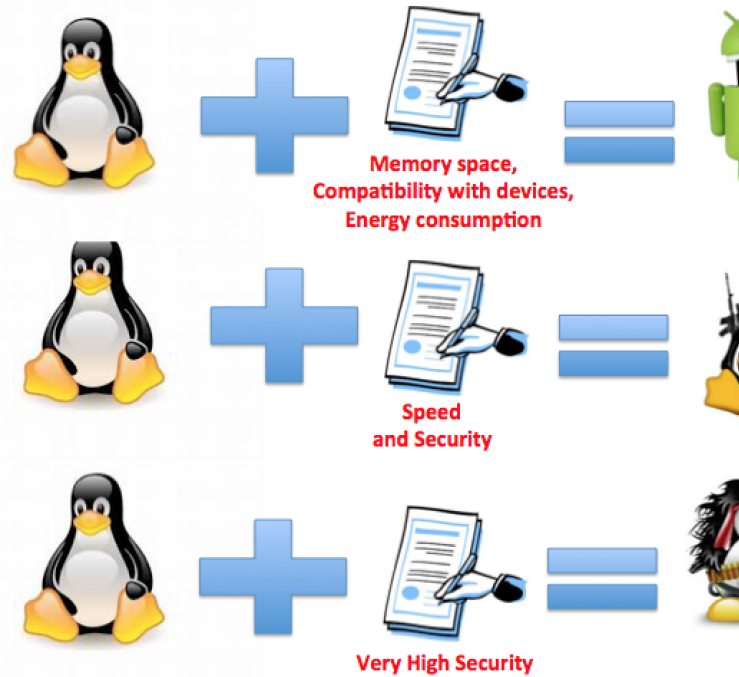 Memory space,
Compatibility with devices,
Energy consumption
Speed
and Security
Very High Security